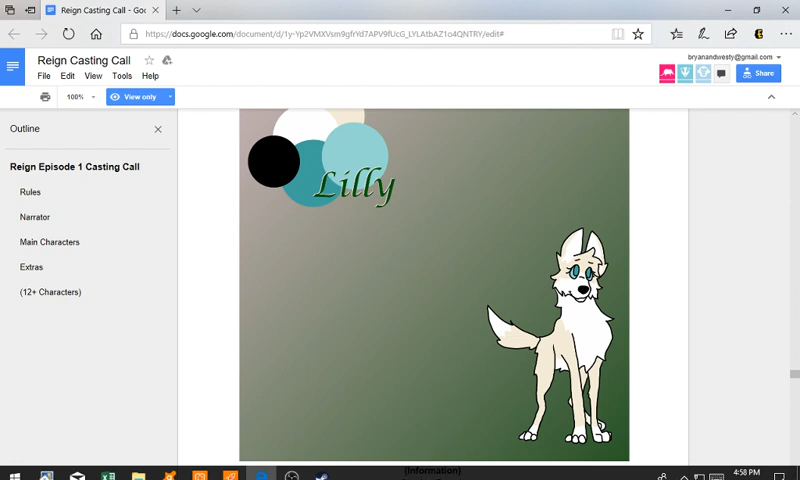 Reign Casting Call - Goo
https://docs.google.com/document/d/1y-Yp2VMXVsm9gfrYd7APV9fUcG_LYLAtbAZ1o4QNTRY/edit#
Reign Casting Call
bryanandwesty@gmail.com
File Edit View Tools Help
Share
100%
View only
Outline
Reign Episode 1 Casting Call
Rules
Narrator
Main Characters
Extras
(12+ Characters)
Lilly
(Information)
4:58 PM